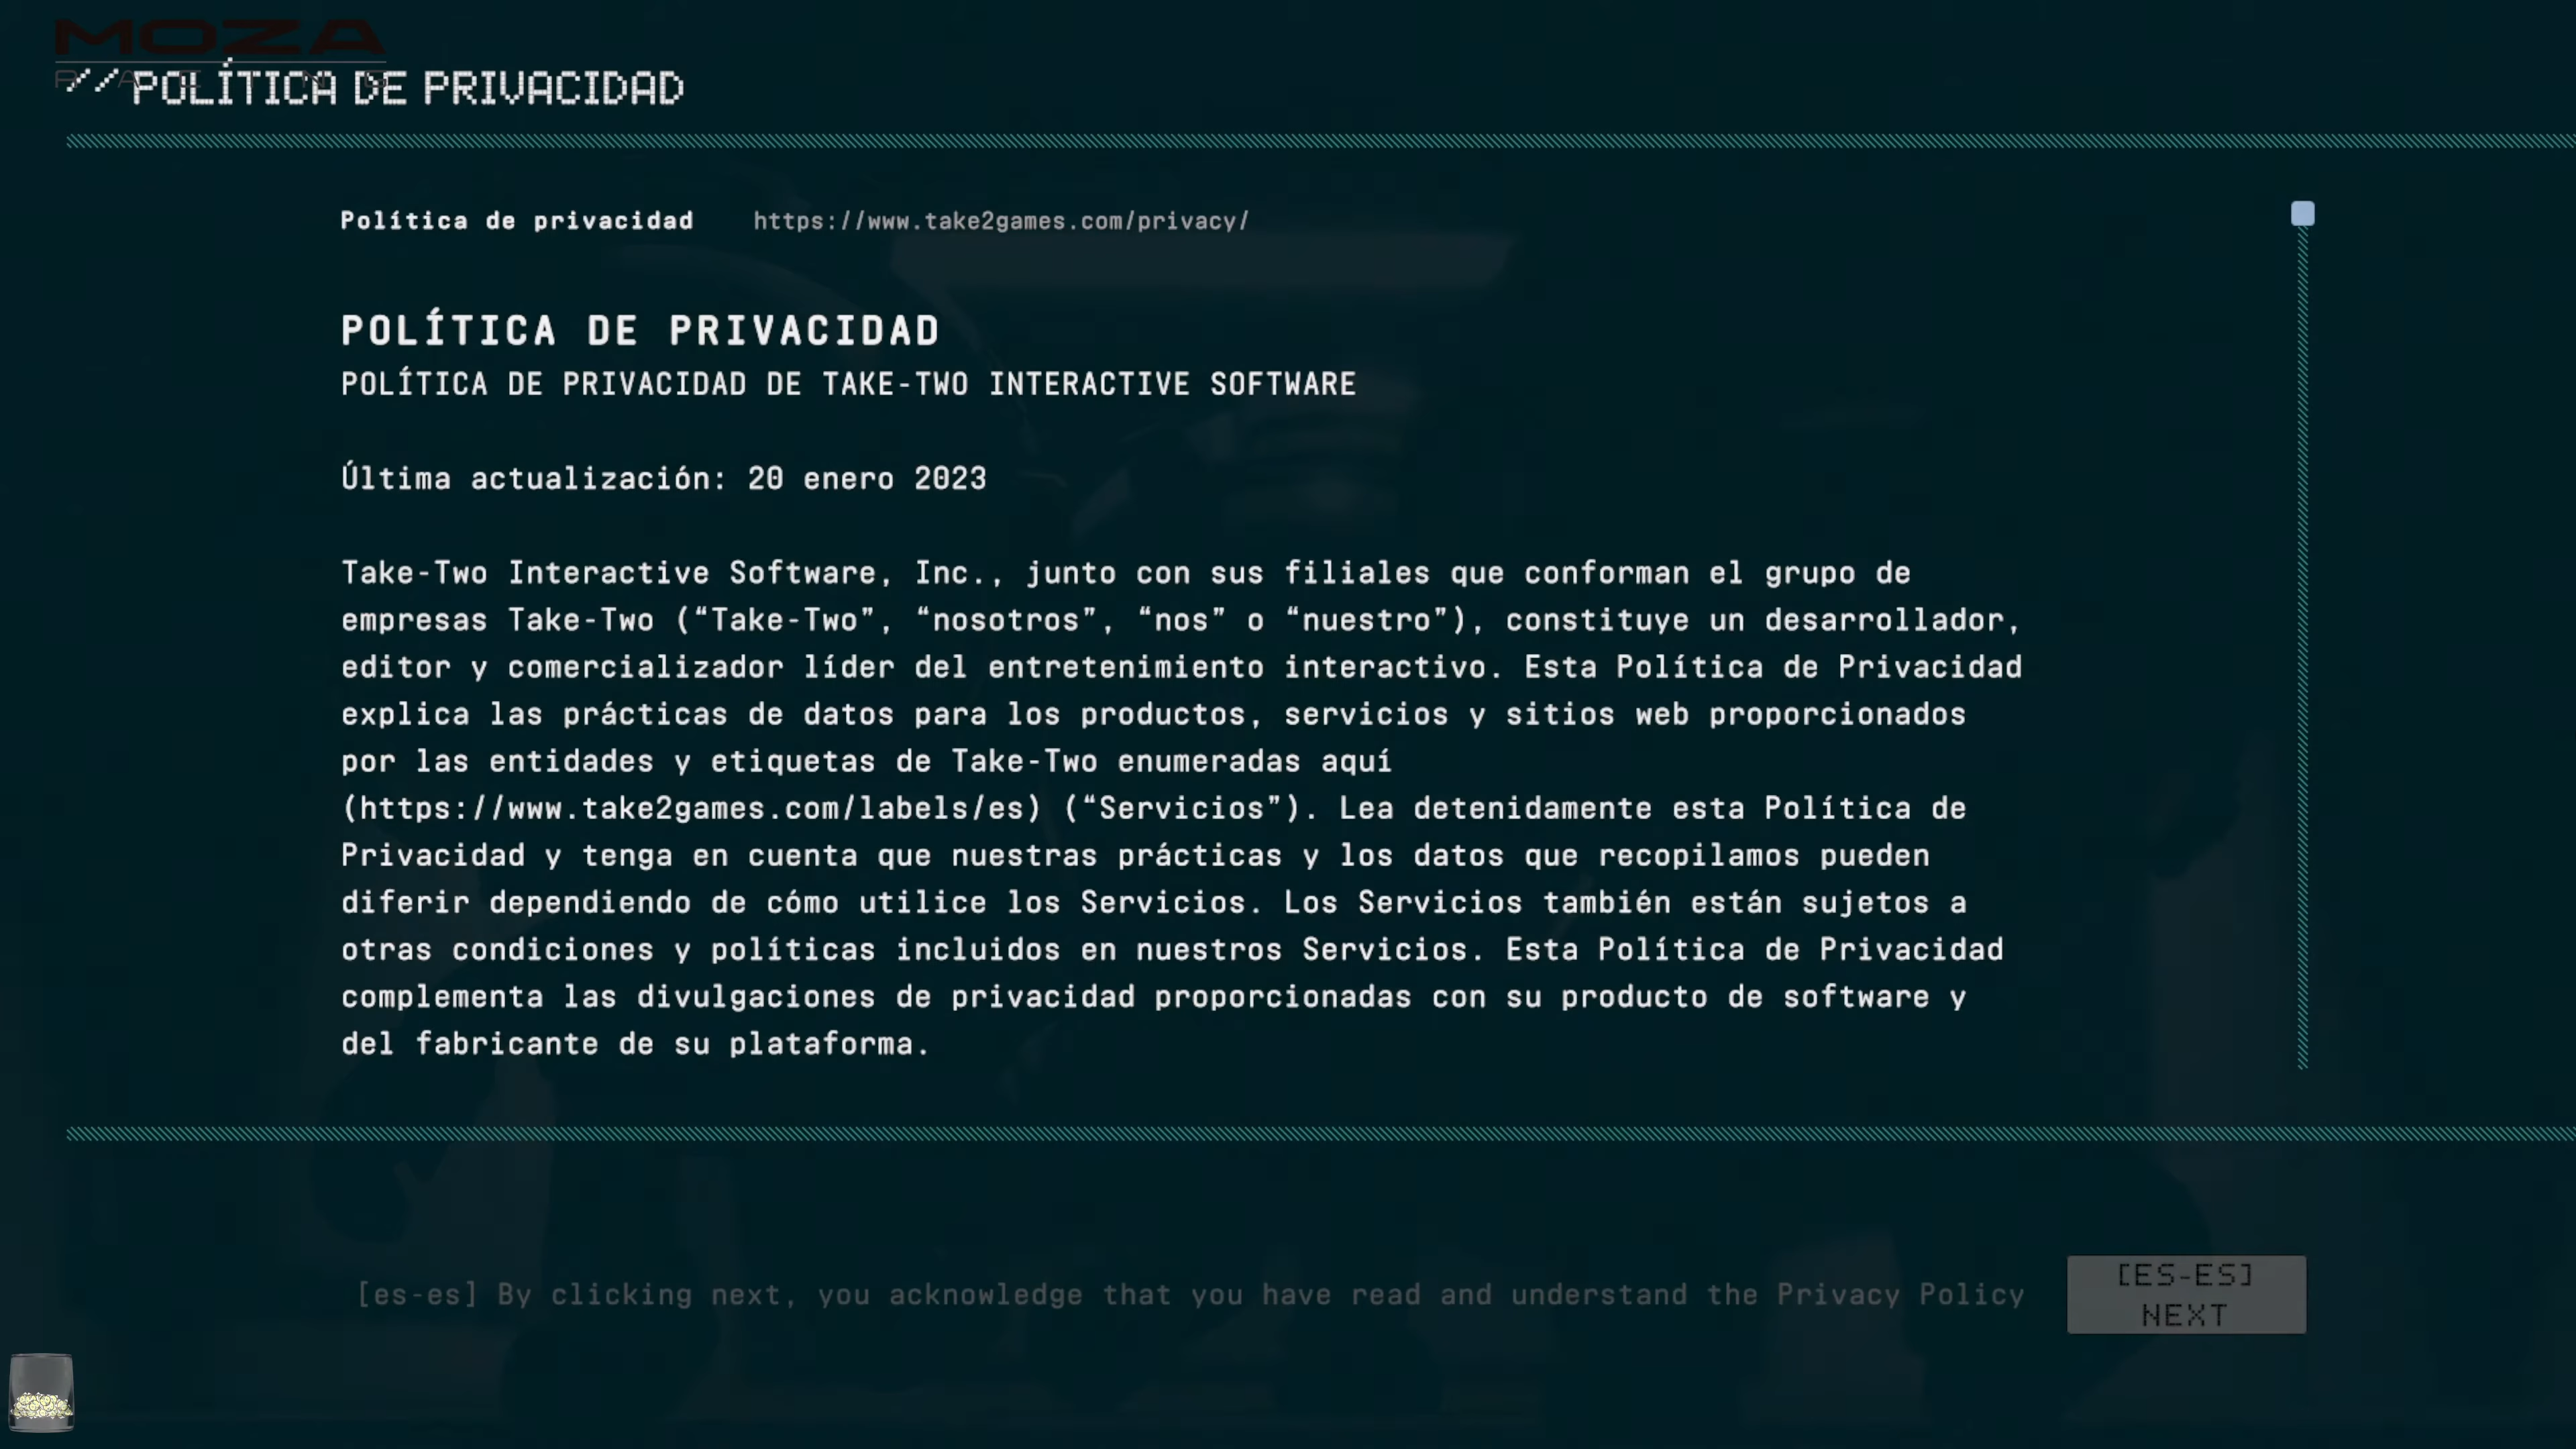 MOZA
RACING
//POLÍTICA DE PRIVACIDAD
Política de privacidad https://www.take2games.com/privacy/
POLÍTICA DE PRIVACIDAD
POLÍTICA DE PRIVACIDAD DE TAKE-TWO INTERACTIVE SOFTWARE
Última actualización: 20 enero 2023
Take-Two Interactive Software, Inc., junto con sus filiales que conforman el grupo de
empresas Take-Two (“Take-Two”, “nosotros”, “nos” o “nuestro”), constituye un desarrollador,
editor y comercializador líder del entretenimiento interactivo. Esta Política de Privacidad
explica las prácticas de datos para los productos, servicios y sitios web proporcionados
por las entidades y etiquetas de Take-Two enumeradas aquí
(https://www.take2games.com/labels/es) (“Servicios”). Lea detenidamente esta Política de
Privacidad y tenga en cuenta que nuestras prácticas y los datos que recopilamos pueden
diferir dependiendo de cómo utilice los Servicios. Los Servicios también están sujetos a
otras condiciones y políticas incluidos en nuestros Servicios. Esta Política de Privacidad
complementa las divulgaciones de privacidad proporcionadas con su producto de software y
del fabricante de su plataforma.
[es-es] By clicking next, you acknowledge that you have read and understand the Privacy Policy
[ES-ES]
NEXT